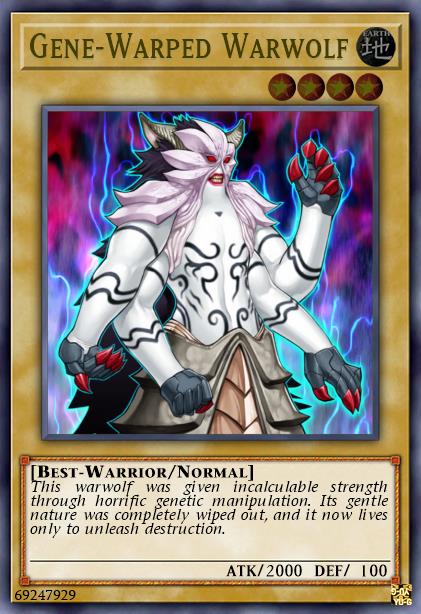 GENE-WARPED WARWOLF
EARTH
地
[BEST-WARRIOR/NORMAL]
This warwolf was given incalculable strength
through horrific genetic manipulation. Its gentle
nature was completely wiped out, and it now lives
only to unleash destruction.
ATK/2000 DEF/ 100
69247929